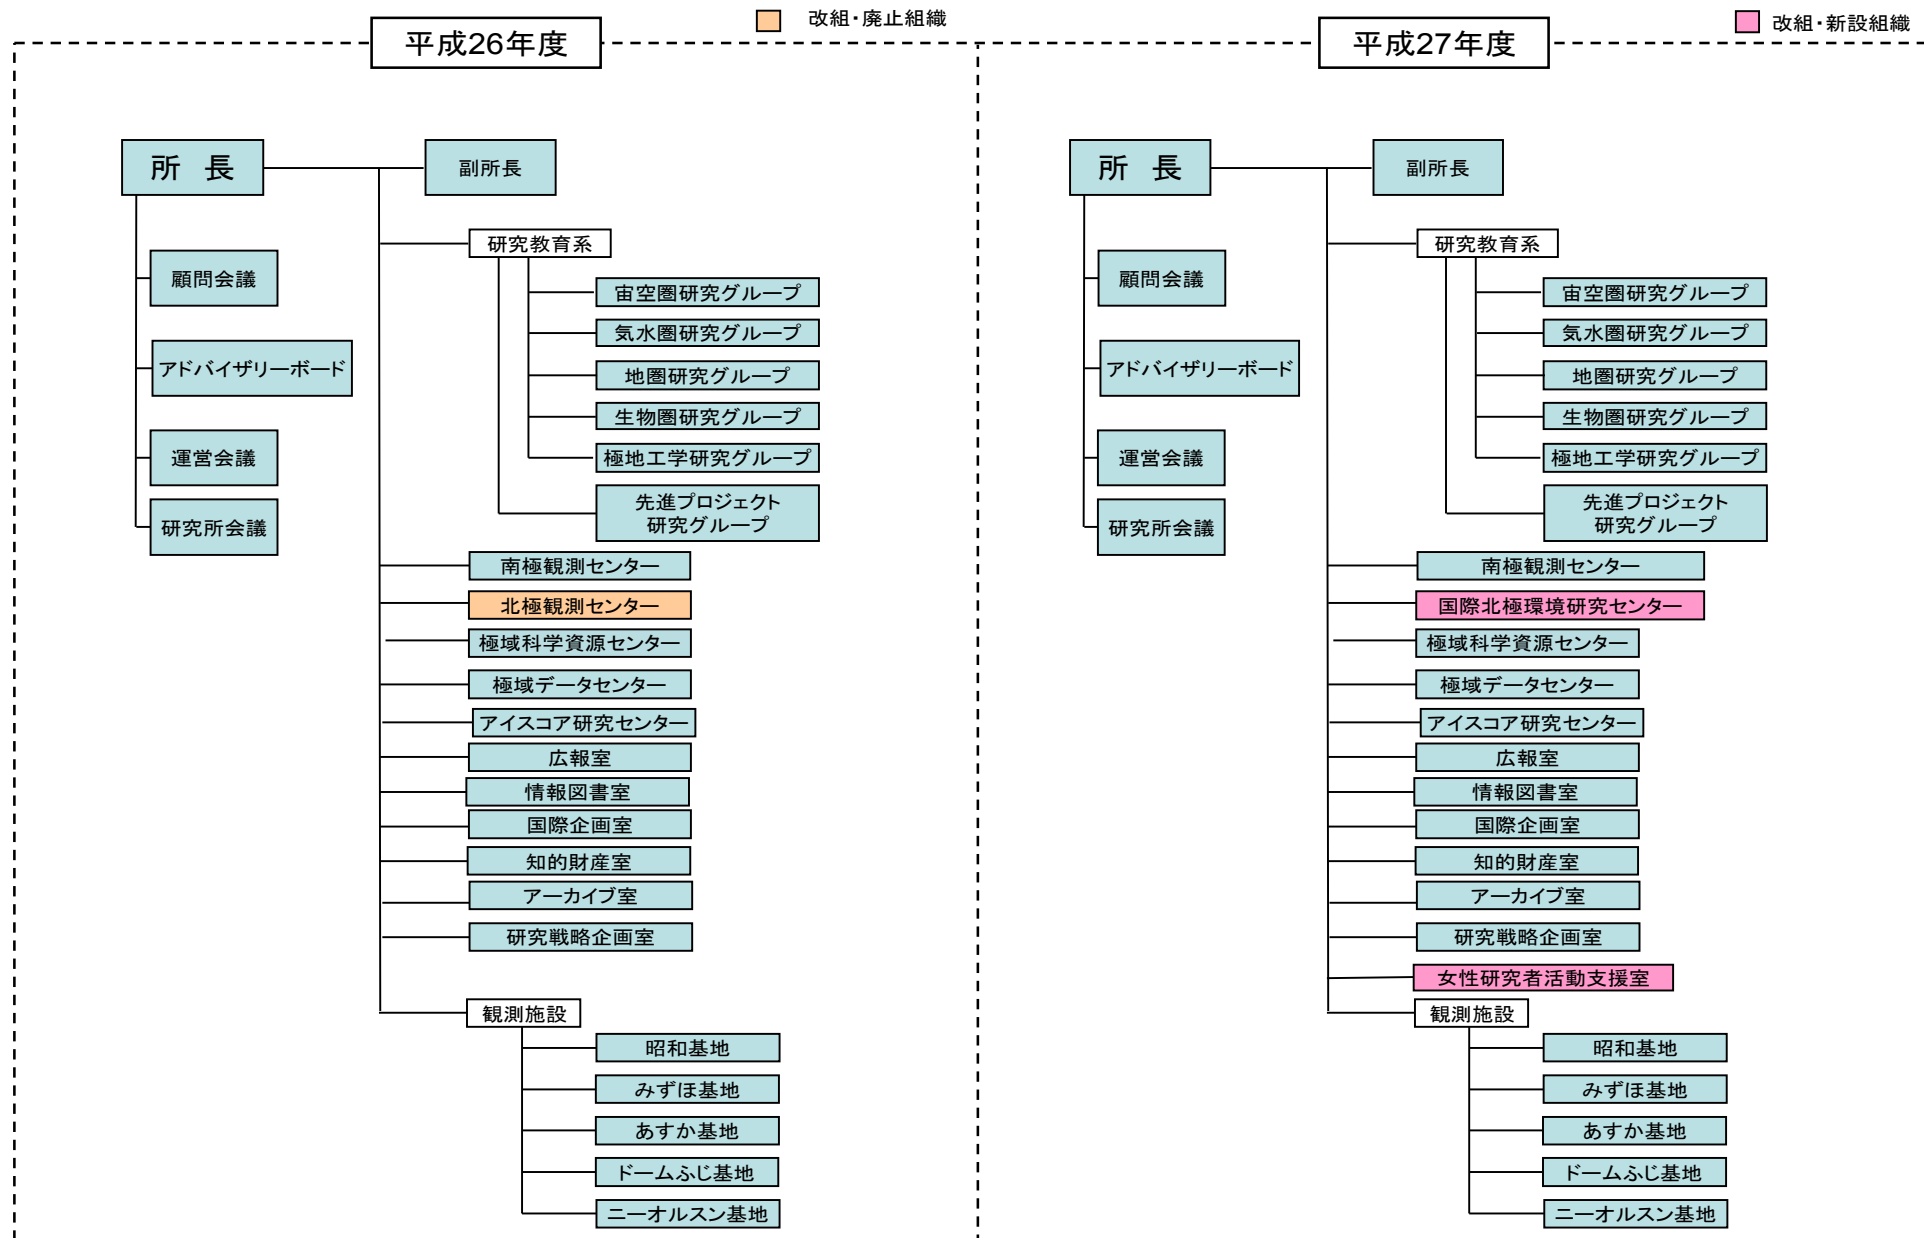 改組・廃止組織
平成26年度
所 長
副所長
顧問会議
アドバイザリーボード
運営会議
研究所会議
研究教育系
宙空圏研究グループ
気水圏研究グループ
地圏研究グループ
生物圏研究グループ
極地工学研究グループ
先進プロジェクト
研究グループ
南極観測センター
北極観測センター
極域科学資源センター
極域データセンター
アイスコア研究センター
広報室
情報図書室
国際企画室
知的財産室
アーカイブ室
研究戦略企画室
観測施設
昭和基地
みずほ基地
あすか基地
ドームふじ基地
ニーオルスン基地
改組・新設組織
平成27年度
所 長
副所長
顧問会議
アドバイザリーボード
運営会議
研究所会議
研究教育系
宙空圏研究グループ
気水圏研究グループ
地圏研究グループ
生物圏研究グループ
極地工学研究グループ
先進プロジェクト
研究グループ
南極観測センター
国際北極環境研究センター
極域科学資源センター
極域データセンター
アイスコア研究センター
広報室
情報図書室
国際企画室
知的財産室
アーカイブ室
研究戦略企画室
女性研究者活動支援室
観測施設
昭和基地
みずほ基地
あすか基地
ドームふじ基地
ニーオルスン基地